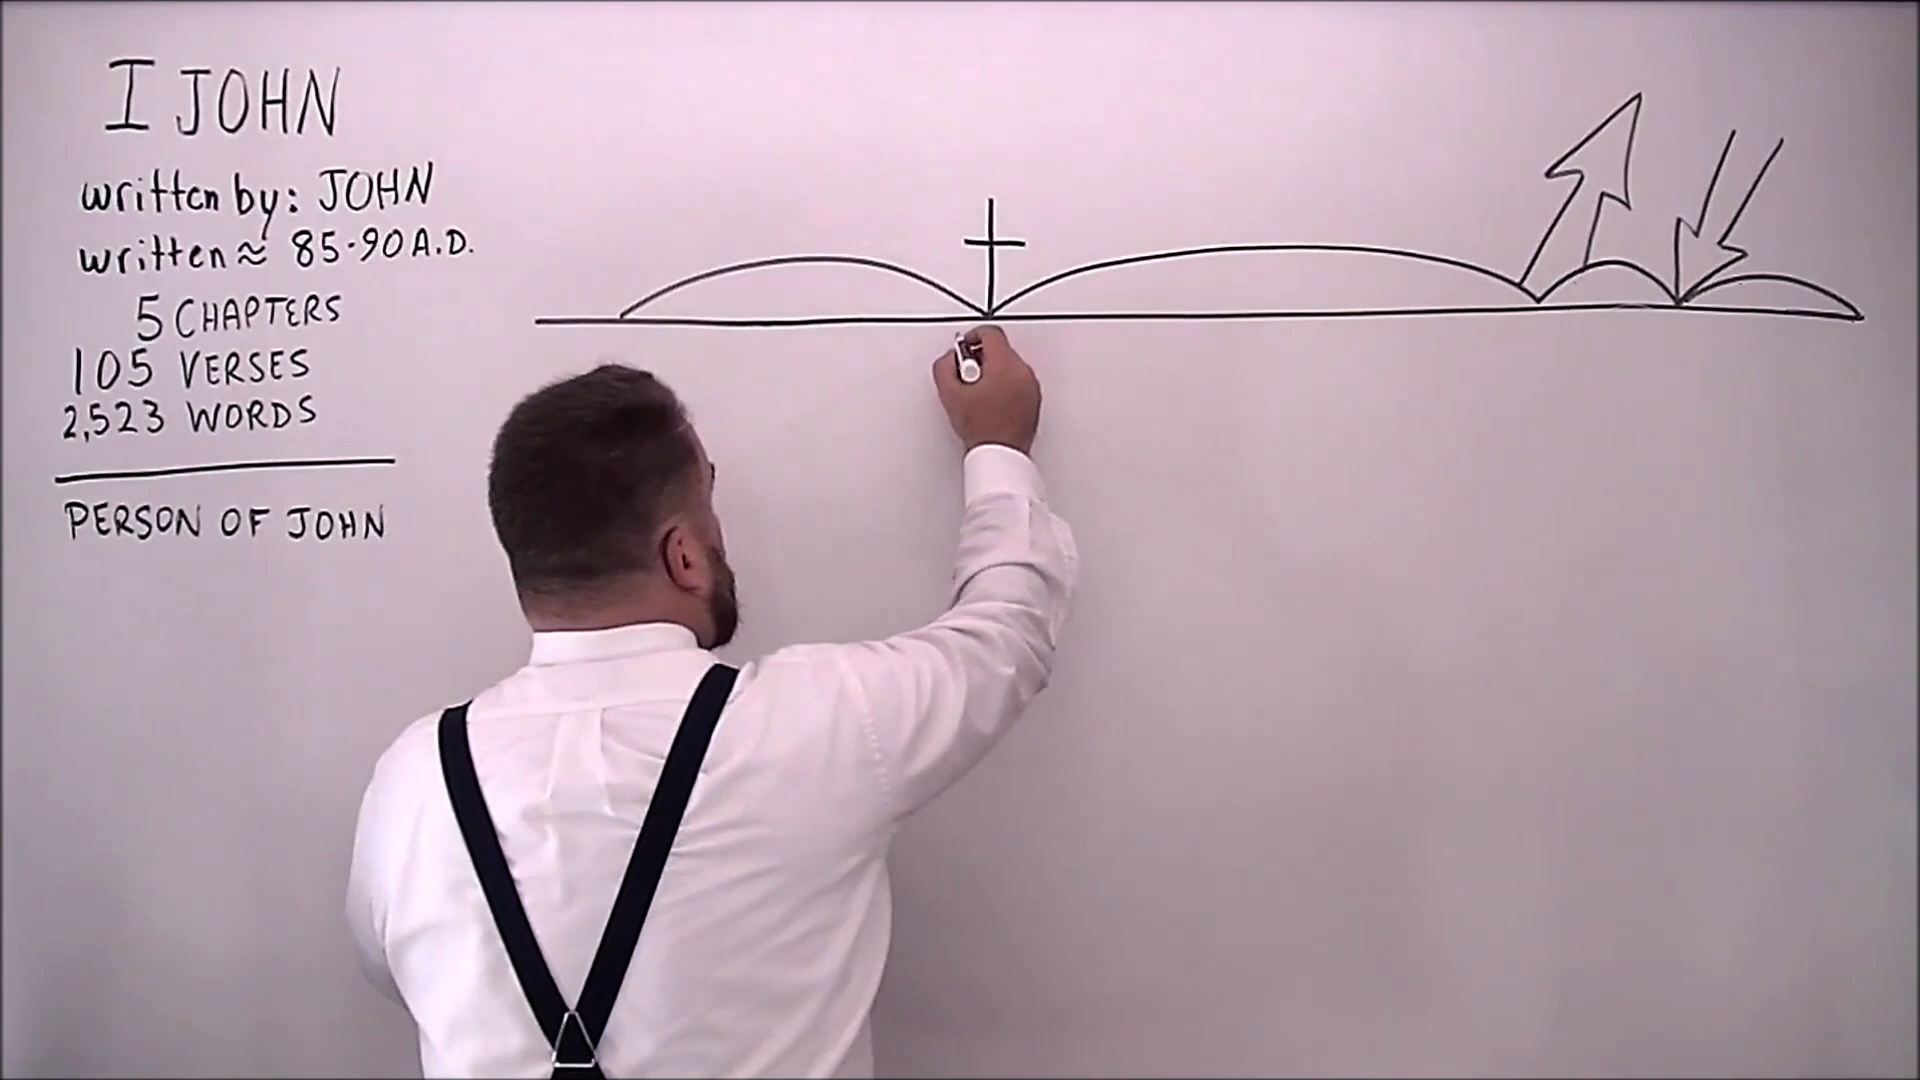 I JOHN
written by: JOHN
written ≈ 85-90 A.D.
5 CHAPTERS
105 VERSES
2,523 WORDS
PERSON OF JOHN